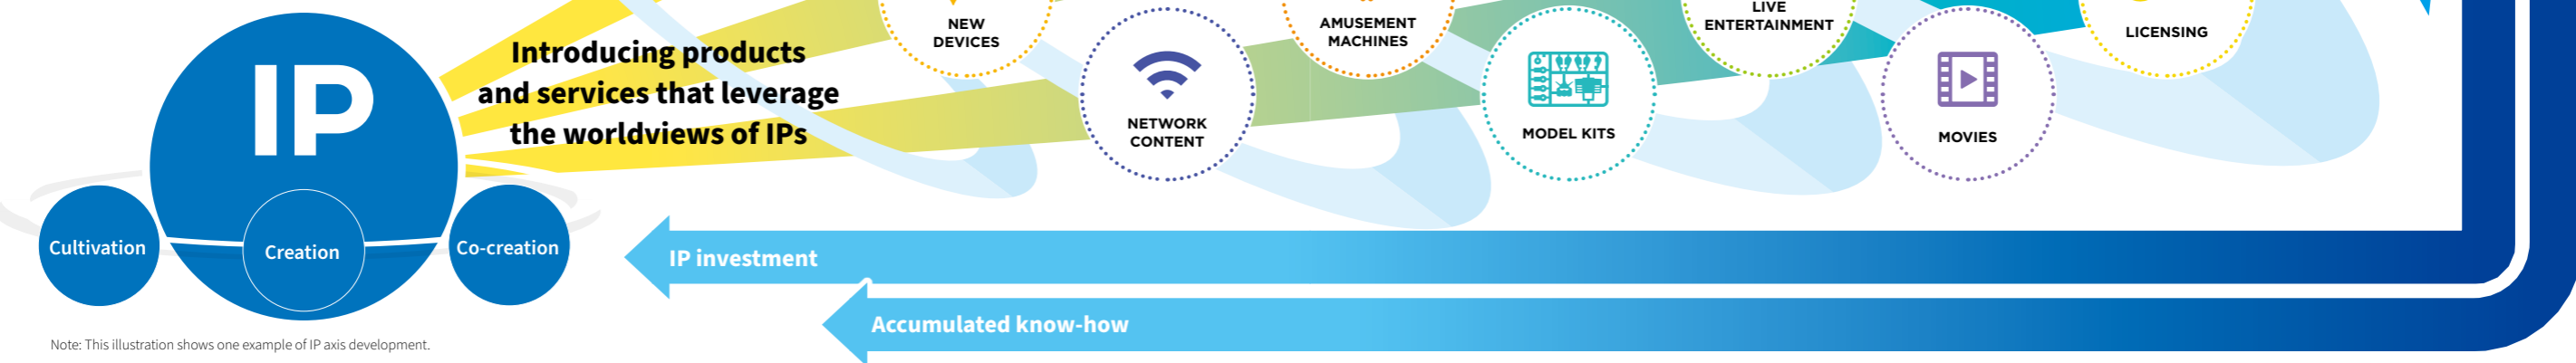 IP
Cultivation
Creation
Co-creation
Introducing products
and services that leverage
the worldviews of IPs
NEW
DEVICES
NETWORK
CONTENT
AMUSEMENT
MACHINES
MODEL KITS
LIVE
ENTERTAINMENT
MOVIES
LICENSING
IP investment
Accumulated know-how
Note: This illustration shows one example of IP axis development.